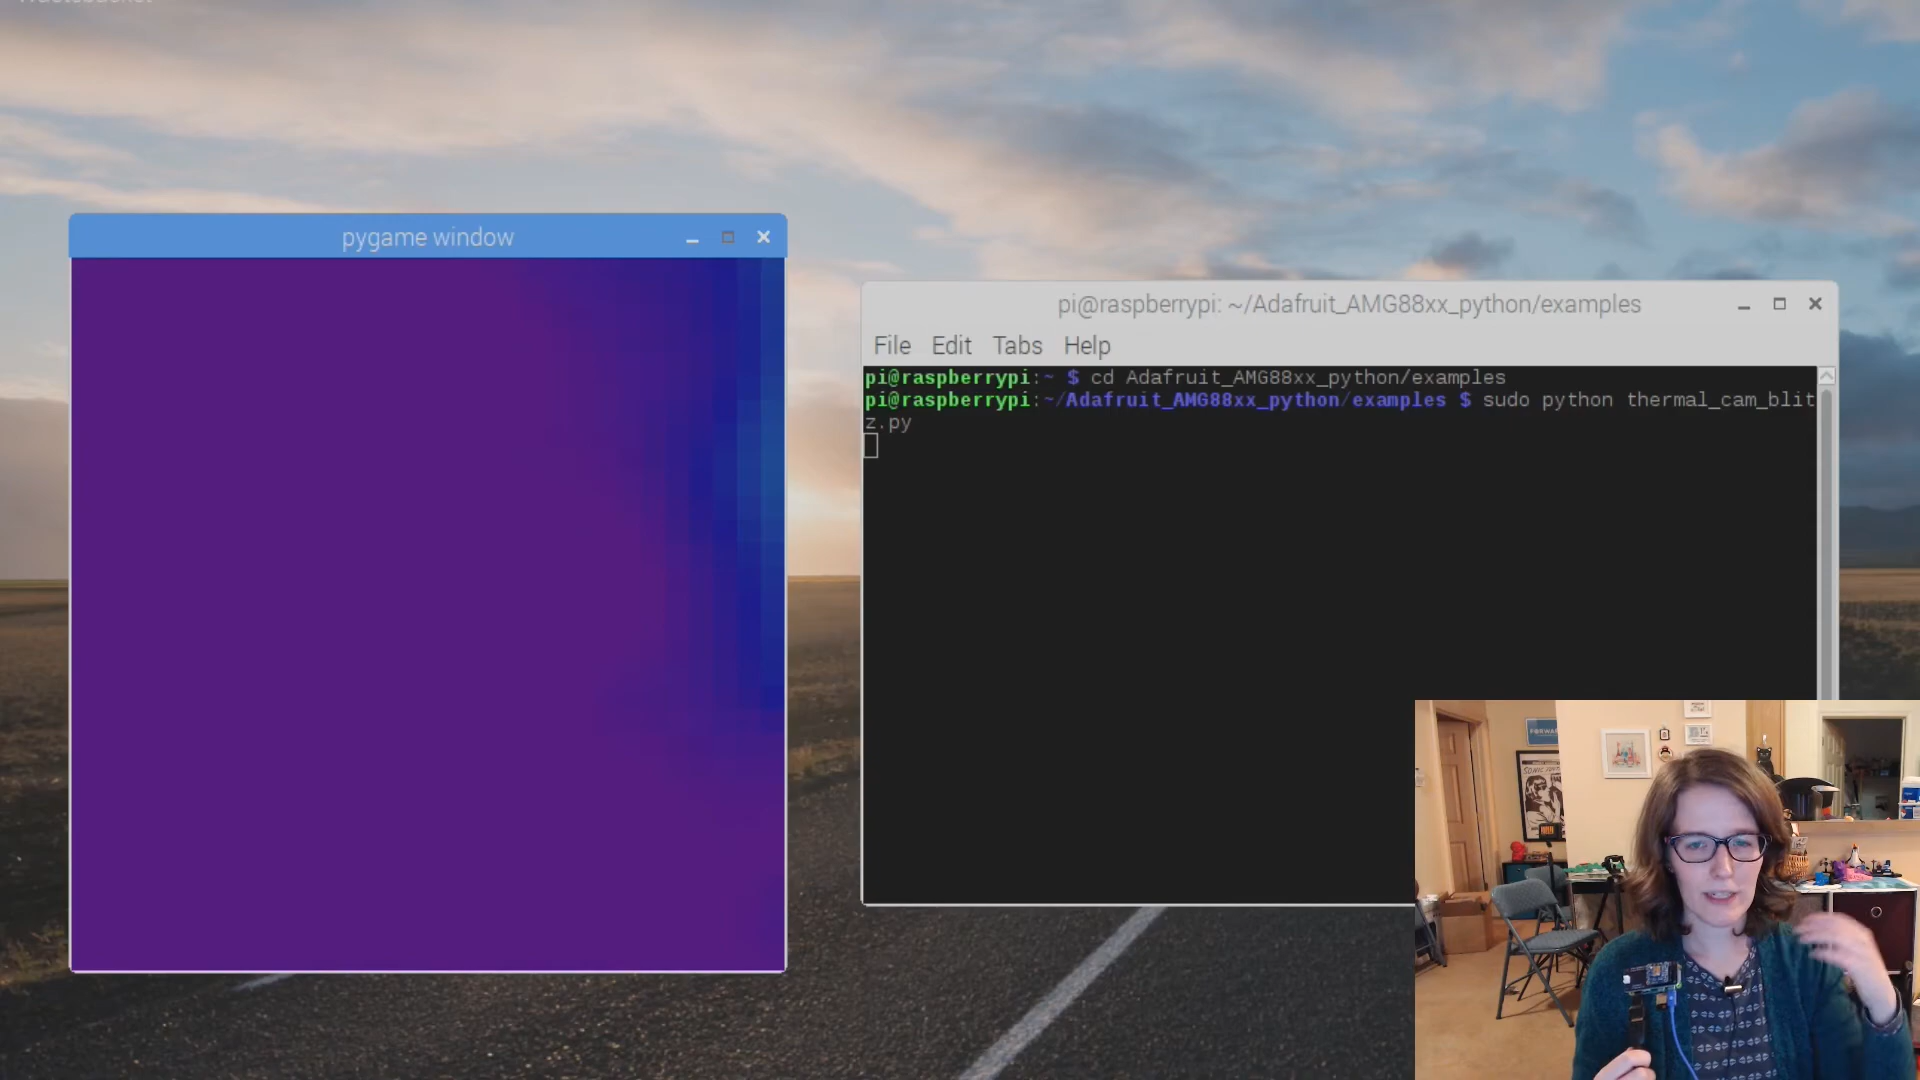 pygame window
pi@raspberrypi: ~/Adafruit_AMG88xx_python/examples
File Edit Tabs Help
pi@raspberrypi:~ $ cd Adafruit_AMG88xx_python/examples
pi@raspberrypi:~/Adafruit_AMG88xx_python/examples $ sudo python thermal_cam_blit
z.py